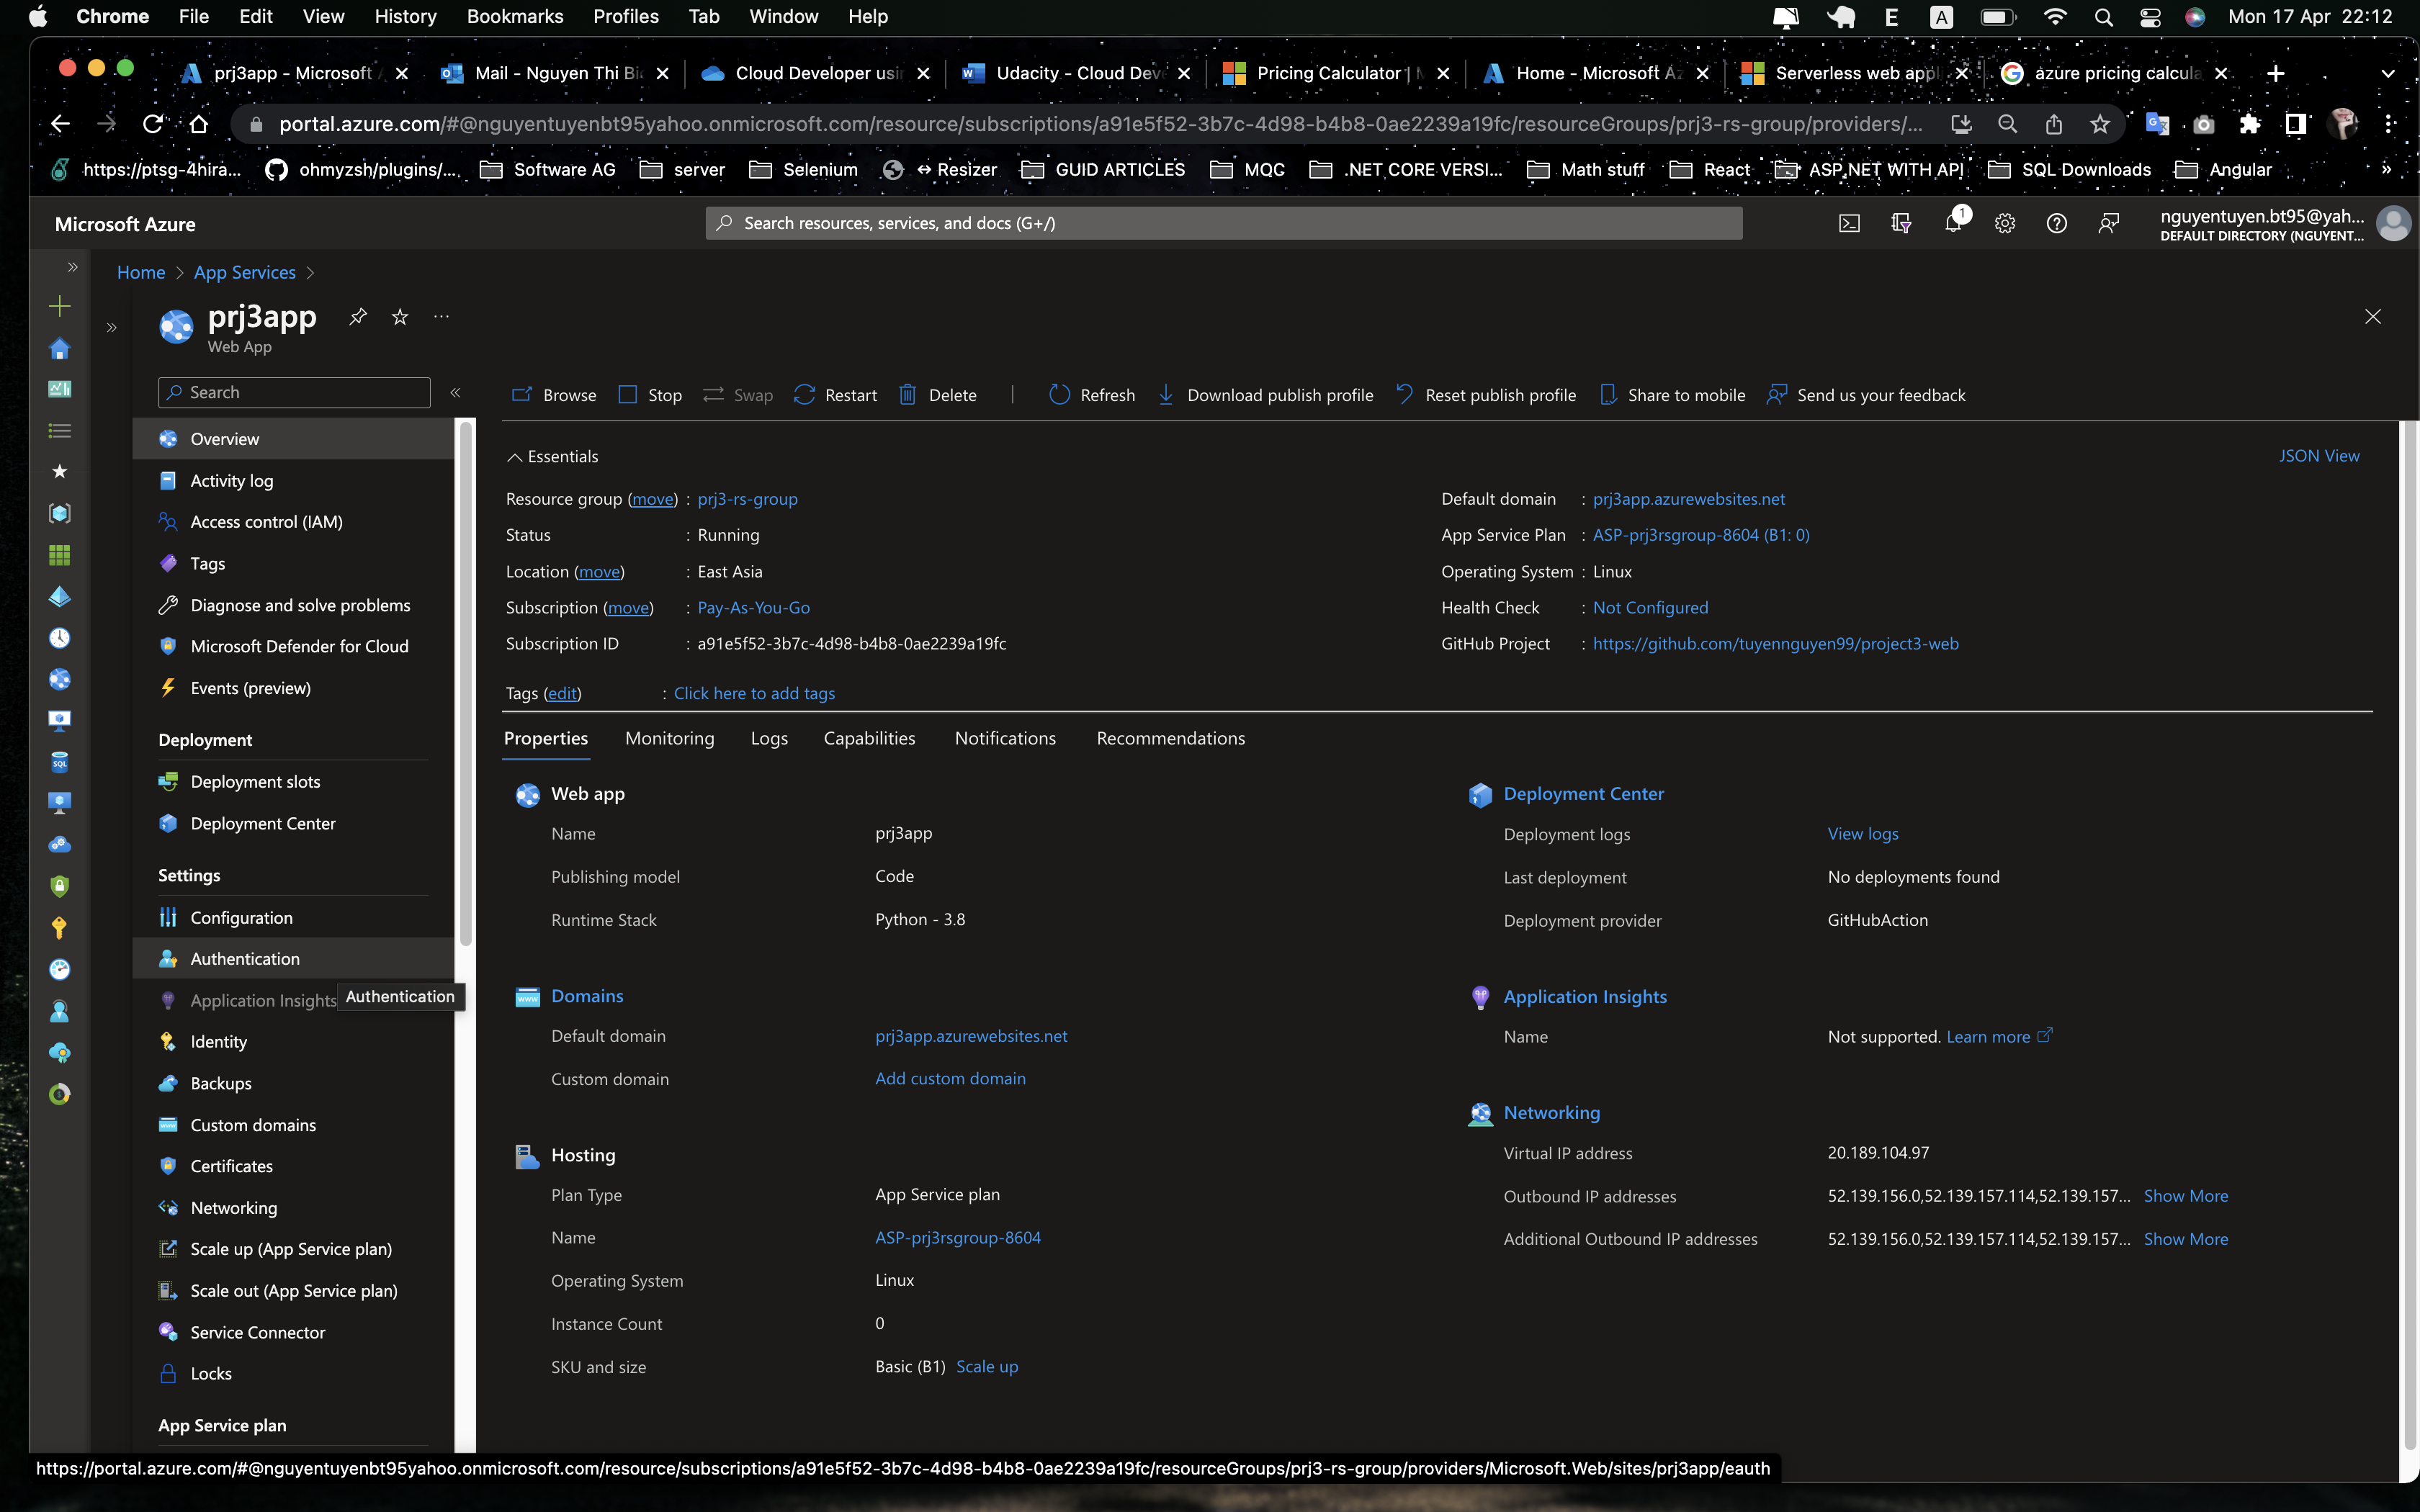 Chrome File Edit View History Bookmarks Profiles Tab Window Help
E A Mon 17 Apr 22:12
prj3app - Microsoft
Mail - Nguyen Thi
Cloud Developer
Udacity - Cloud
Pricing Calculator |
Home - Microsoft
Serverless web
azure pricing
portal.azure.com/#@nguyentuyenbt95yahoo.onmicrosoft.com/resource/subscriptions/a91e5f52-3b7c-4d98-b4b8-0ae2239a19fc/resourceGroups/prj3-rs-group/providers/...
https://ptsg-4hira...
ohmyzsh/plugins/...
Software AG
server
Selenium
↔ Resizer
GUID ARTICLES
MQC
.NET CORE VERSI...
Math stuff
React
ASP.NET WITH API
SQL Downloads
Angular
»
Microsoft Azure
Search resources, services, and docs (G+/)
1
nguyentuyen.bt95@yah...
DEFAULT DIRECTORY (NGUYENT...
Home > App Services >
prj3app
Web App
Search
Overview
Activity log
Access control (IAM)
Tags
Diagnose and solve problems
Microsoft Defender for Cloud
Events (preview)
Deployment
Deployment slots
Deployment Center
Settings
Configuration
Authentication
Application Insights
Authentication
Identity
Backups
Custom domains
Certificates
Networking
Scale up (App Service plan)
Scale out (App Service plan)
Service Connector
Locks
App Service plan
Browse Stop Swap Restart Delete | Refresh Download publish profile Reset publish profile Share to mobile Send us your feedback
Essentials
JSON View
Resource group (move) : prj3-rs-group
Status : Running
Location (move) : East Asia
Subscription (move) : Pay-As-You-Go
Subscription ID : a91e5f52-3b7c-4d98-b4b8-0ae2239a19fc
Default domain : prj3app.azurewebsites.net
App Service Plan : ASP-prj3rsgroup-8604 (B1: 0)
Operating System : Linux
Health Check : Not Configured
GitHub Project : https://github.com/tuyennguyen99/project3-web
Tags (edit) : Click here to add tags
Properties Monitoring Logs Capabilities Notifications Recommendations
Web app
Name prj3app
Publishing model Code
Runtime Stack Python - 3.8
Domains
Default domain prj3app.azurewebsites.net
Custom domain Add custom domain
Hosting
Plan Type App Service plan
Name ASP-prj3rsgroup-8604
Operating System Linux
Instance Count 0
SKU and size Basic (B1) Scale up
Deployment Center
Deployment logs View logs
Last deployment No deployments found
Deployment provider GitHubAction
Application Insights
Name Not supported. Learn more
Networking
Virtual IP address 20.189.104.97
Outbound IP addresses 52.139.156.0,52.139.157.114,52.139.157... Show More
Additional Outbound IP addresses 52.139.156.0,52.139.157.114,52.139.157... Show More
https://portal.azure.com/#@nguyentuyenbt95yahoo.onmicrosoft.com/resource/subscriptions/a91e5f52-3b7c-4d98-b4b8-0ae2239a19fc/resourceGroups/prj3-rs-group/providers/Microsoft.Web/sites/prj3app/eauth